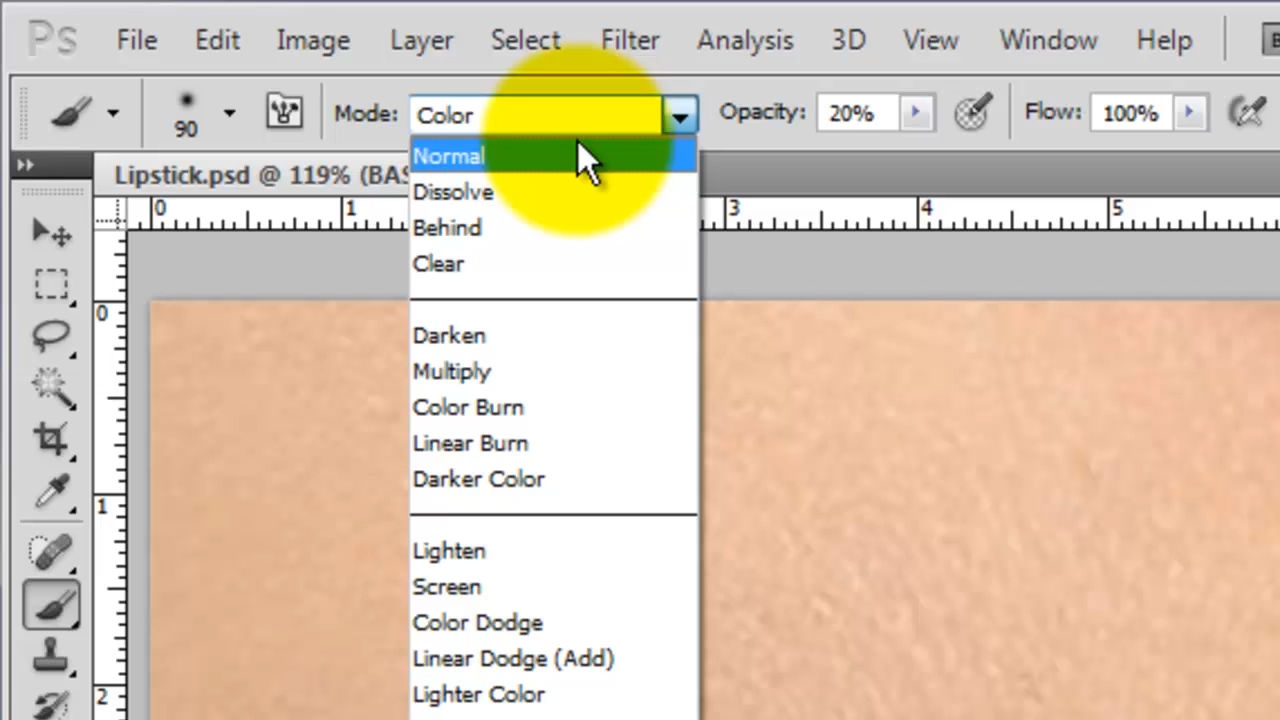 Ps File Edit Image Layer Select Filter Analysis 3D View Window Help
90 Mode: Color Opacity: 20% Flow: 100%
Lipstick.psd @ 119% (BAS
0 1 3 4 5
Normal
Dissolve
Behind
Clear
0
Darken
Multiply
Color Burn
Linear Burn
Darker Color
1
Lighten
Screen
Color Dodge
Linear Dodge (Add)
Lighter Color
2